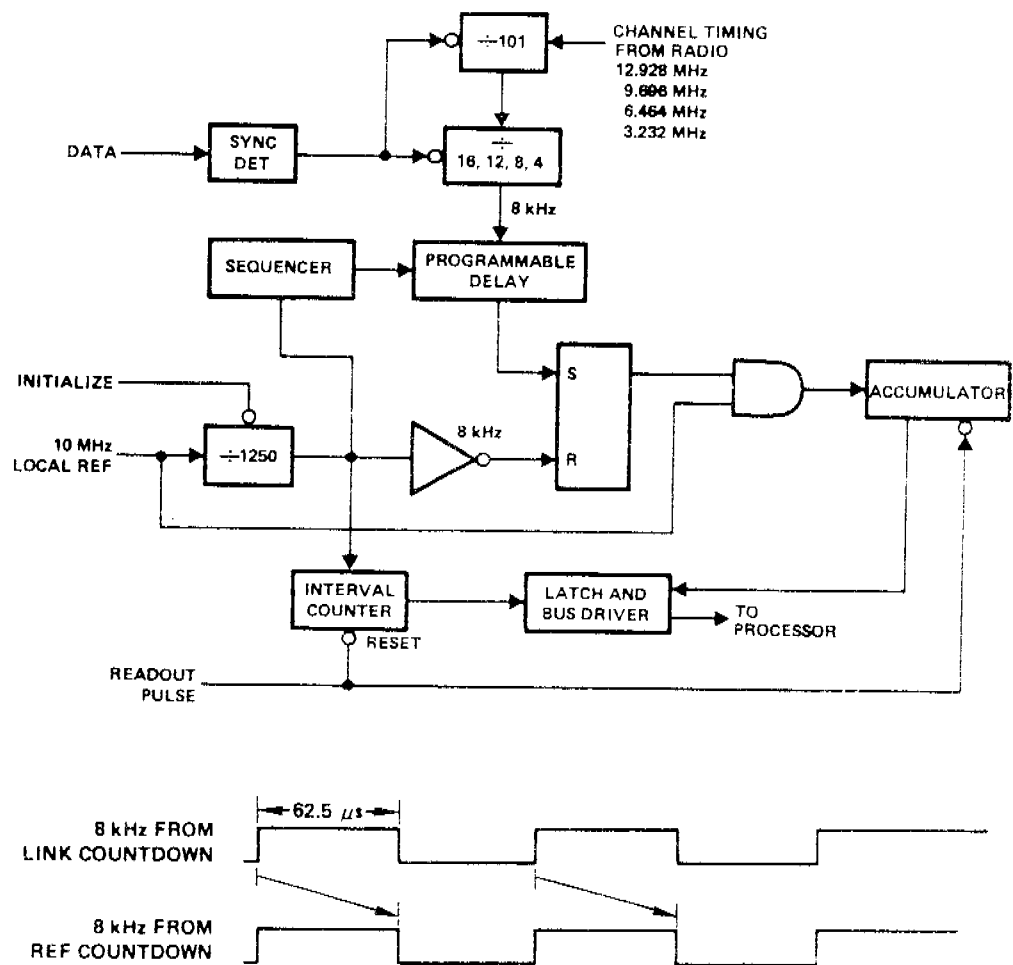 ÷101
CHANNEL TIMING
FROM RADIO
12.928 MHz
9.696 MHz
6.464 MHz
3.232 MHz
DATA
SYNC
DET
÷
16, 12, 8, 4
8 kHz
SEQUENCER
PROGRAMMABLE
DELAY
INITIALIZE
S
ACCUMULATOR
10 MHz
LOCAL REF
÷1250
8 kHz
R
INTERVAL
COUNTER
LATCH AND
BUS DRIVER
TO
PROCESSOR
RESET
READOUT
PULSE
62.5 μs
8 kHz FROM
LINK COUNTDOWN
8 kHz FROM
REF COUNTDOWN